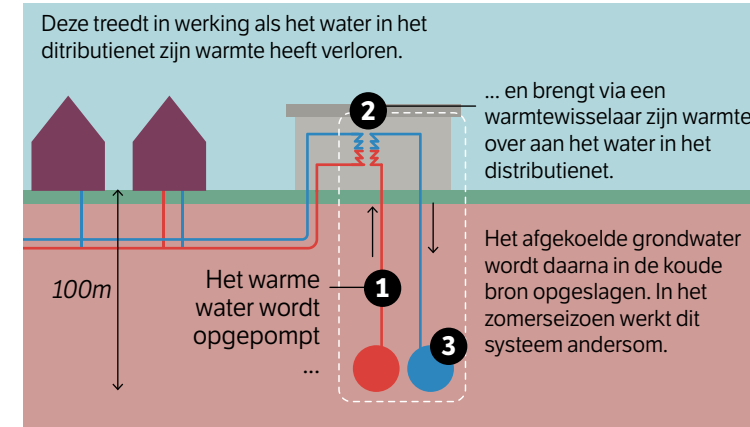 Deze treedt in werking als het water in het
ditributienet zijn warmte heeft verloren.
2
... en brengt via een
warmtewisselaar zijn warmte
over aan het water in het
distributienet.
100m
Het warme
water wordt
opgepompt
...
1
3
Het afgekoelde grondwater
wordt daarna in de koude
bron opgeslagen. In het
zomerseizoen werkt dit
systeem andersom.